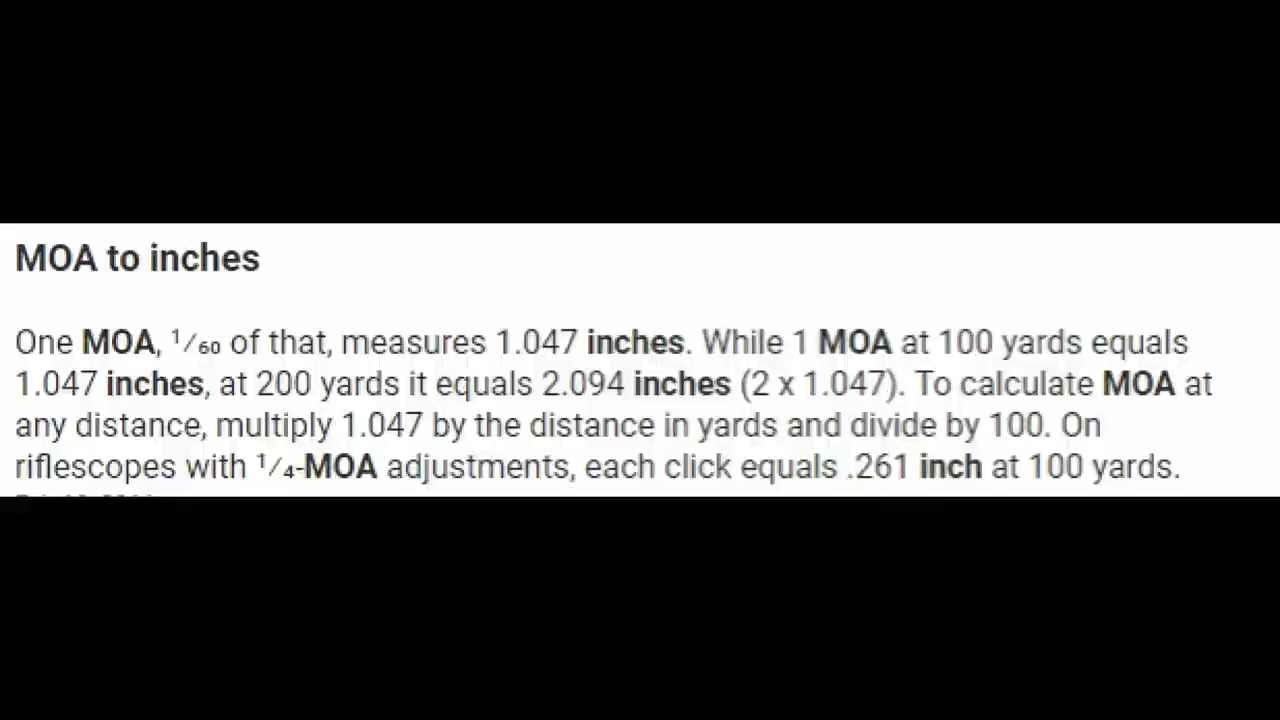 MOA to inches
One MOA, ¹⁄₆₀ of that, measures 1.047 inches. While 1 MOA at 100 yards equals
1.047 inches, at 200 yards it equals 2.094 inches (2 x 1.047). To calculate MOA at
any distance, multiply 1.047 by the distance in yards and divide by 100. On
riflescopes with ¹⁄₄-MOA adjustments, each click equals .261 inch at 100 yards.